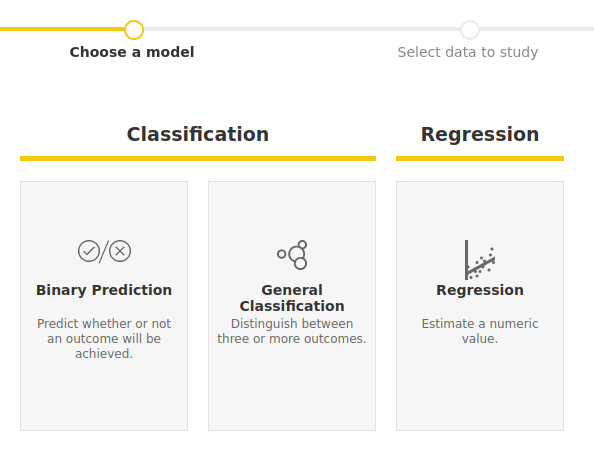 Choose a model
Select data to study
Classification
Regression
Binary Prediction
Predict whether or not
an outcome will be
achieved.
General
Classification
Distinguish between
three or more outcomes.
Regression
Estimate a numeric
value.